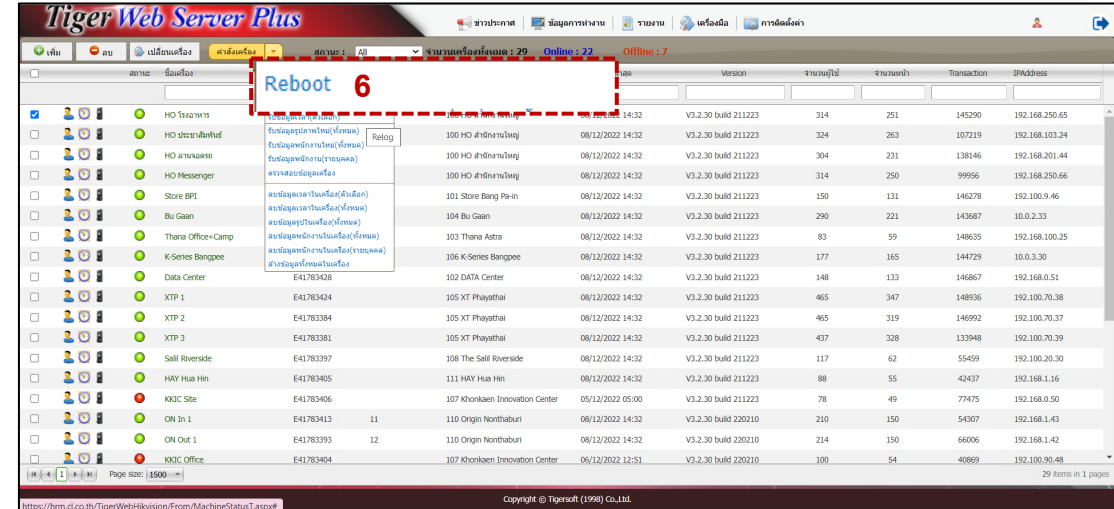 Tiger Web Server Plus
ข่าวประกาศ ข้อมูลการทำงาน รายงาน เครื่องมือ การติดตั้งค่า
เพิ่ม ลบ เปลี่ยนเครื่อง คำสั่งเครื่อง สถานะ : All จำนวนเครื่องทั้งหมด : 29 Online : 22 Offline : 7
สถานะ ชื่อเครื่อง Version จำนวนผู้ใช้ จำนวนหน้า Transaction IPAddress
Reboot 6
HO โรงอาหาร 08/12/2022 14:32 V3.2.30 build 211223 314 251 145290 192.168.250.65
รับข้อมูลเวลา(ตัวเลือก)
HO ประชาสัมพันธ์ รับข้อมูลรูปภาพใหม่(ทั้งหมด) Relog 100 HO สำนักงานใหญ่ 08/12/2022 14:32 V3.2.30 build 211223 324 263 107219 192.168.103.24
รับข้อมูลพนักงานใหม่(ทั้งหมด)
HO ลานจอดรถ รับข้อมูลพนักงาน(รายบุคคล) 100 HO สำนักงานใหญ่ 08/12/2022 14:32 V3.2.30 build 211223 304 231 138146 192.168.201.44
HO Messenger ตรวจสอบข้อมูลเครื่อง 100 HO สำนักงานใหญ่ 08/12/2022 14:32 V3.2.30 build 211223 314 250 99956 192.168.250.66
Store BPI ลบข้อมูลเวลาในเครื่อง(ตัวเลือก) 101 Store Bang Pa-in 08/12/2022 14:32 V3.2.30 build 211223 150 131 146278 192.100.9.46
ลบข้อมูลเวลาในเครื่อง(ทั้งหมด)
Bu Gaan ลบข้อมูลรูปในเครื่อง(ทั้งหมด) 104 Bu Gaan 08/12/2022 14:32 V3.2.30 build 211223 290 221 143687 10.0.2.33
Thana Office+Camp ลบข้อมูลพนักงานในเครื่อง(ทั้งหมด) 103 Thana Astra 08/12/2022 14:32 V3.2.30 build 211223 83 59 148635 192.168.100.25
ลบข้อมูลพนักงานในเครื่อง(รายบุคคล)
K-Series Bangpee ล้างข้อมูลทั้งหมดในเครื่อง 106 K-Series Bangpee 08/12/2022 14:32 V3.2.30 build 211223 177 165 144729 10.0.3.30
Data Center E41783428 102 DATA Center 08/12/2022 14:32 V3.2.30 build 211223 148 133 146867 192.168.0.51
XTP 1 E41783424 105 XT Phayathai 08/12/2022 14:32 V3.2.30 build 211223 465 347 148936 192.100.70.38
XTP 2 E41783384 105 XT Phayathai 08/12/2022 14:32 V3.2.30 build 211223 465 319 146992 192.100.70.37
XTP 3 E41783381 105 XT Phayathai 08/12/2022 14:32 V3.2.30 build 211223 437 328 133948 192.100.70.39
Salil Riverside E41783397 108 The Salil Riverside 08/12/2022 14:32 V3.2.30 build 211223 117 62 55459 192.100.20.30
HAY Hua Hin E41783405 111 HAY Hua Hin 08/12/2022 14:32 V3.2.30 build 211223 88 55 42437 192.168.1.16
KKIC Site E41783406 107 Khonkaen Innovation Center 05/12/2022 05:00 V3.2.30 build 211223 78 49 77475 192.168.0.50
ON In 1 E41783413 11 110 Origin Nonthaburi 08/12/2022 14:32 V3.2.30 build 220210 210 150 54307 192.168.1.43
ON Out 1 E41783393 12 110 Origin Nonthaburi 08/12/2022 14:32 V3.2.30 build 220210 214 150 66006 192.168.1.42
KKIC Office E41783404 107 Khonkaen Innovation Center 06/12/2022 12:51 V3.2.30 build 220210 100 54 40869 192.100.90.48
1 Page size: 1500 29 items in 1 pages
Copyright © Tigersoft (1998) Co.,Ltd.
https://hrm.cl.co.th/TigerWebHikvision/From/MachineStatusT.aspx#